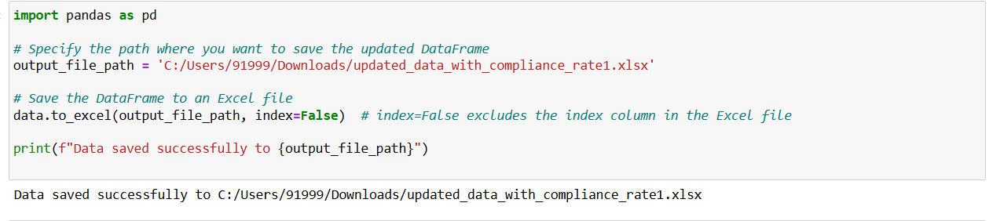 import pandas as pd
# Specify the path where you want to save the updated DataFrame
output_file_path = 'C:/Users/91999/Downloads/updated_data_with_compliance_rate1.xlsx'
# Save the DataFrame to an Excel file
data.to_excel(output_file_path, index=False)  # index=False excludes the index column in the Excel file
print(f"Data saved successfully to {output_file_path}")
Data saved successfully to C:/Users/91999/Downloads/updated_data_with_compliance_rate1.xlsx